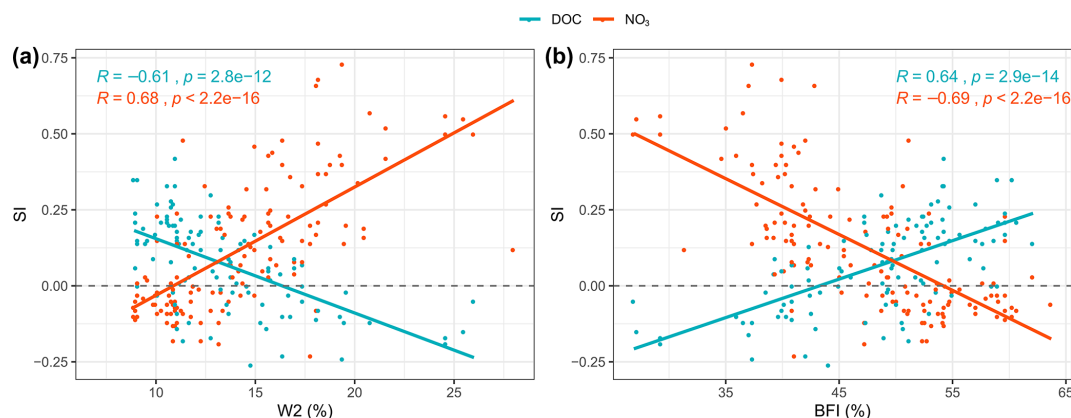 DOC NO₃
(a)
R = −0.61 , p = 2.8e−12
R = 0.68 , p < 2.2e−16
SI
0.75
0.50
0.25
0.00
−0.25
10 15 20 25
W2 (%)
(b)
0.64 , p = 2.9e−14
R = −0.69 , p < 2.2e−16
SI
0.75
0.50
0.25
0.00
−0.25
35 45 55 65
BFI (%)